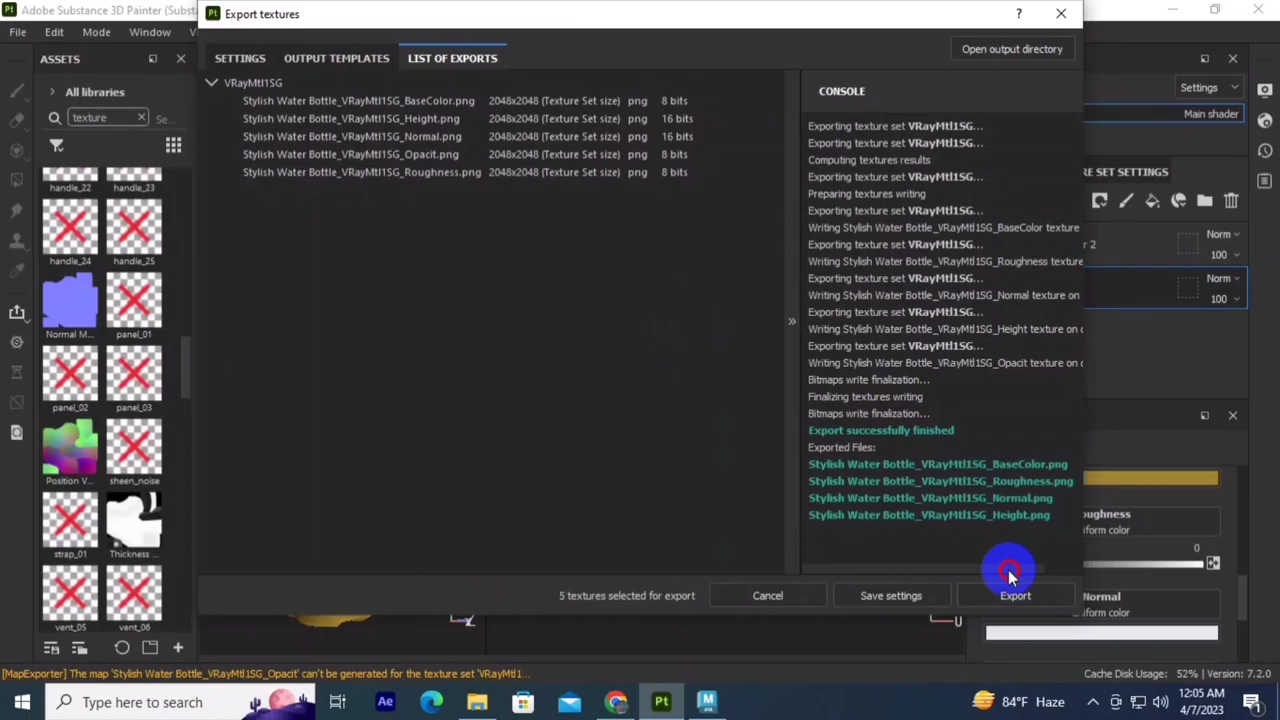 Adobe Substance 3D Painter (Subst
Export textures
?
File
Edit
Mode
Window
SETTINGS
OUTPUT TEMPLATES
LIST OF EXPORTS
Open output directory
ASSETS
VRayMtl1SG
All libraries
Settings
CONSOLE
Stylish Water Bottle_VRayMtl1SG_BaseColor.png 2048x2048 (Texture Set size) png 8 bits
Stylish Water Bottle_VRayMtl1SG_Height.png 2048x2048 (Texture Set size) png 16 bits
Stylish Water Bottle_VRayMtl1SG_Normal.png 2048x2048 (Texture Set size) png 16 bits
Stylish Water Bottle_VRayMtl1SG_Opacit.png 2048x2048 (Texture Set size) png 8 bits
Stylish Water Bottle_VRayMtl1SG_Roughness.png 2048x2048 (Texture Set size) png 8 bits
texture
Se...
Main shader
Exporting texture set VRayMtl1SG...
Exporting texture set VRayMtl1SG...
Computing textures results
Exporting texture set VRayMtl1SG...
Preparing textures writing
Exporting texture set VRayMtl1SG...
Writing Stylish Water Bottle_VRayMtl1SG_BaseColor texture
Exporting texture set VRayMtl1SG...
Writing Stylish Water Bottle_VRayMtl1SG_Roughness texture
Exporting texture set VRayMtl1SG...
Writing Stylish Water Bottle_VRayMtl1SG_Normal texture on
Exporting texture set VRayMtl1SG...
Writing Stylish Water Bottle_VRayMtl1SG_Height texture on d
Exporting texture set VRayMtl1SG...
Writing Stylish Water Bottle_VRayMtl1SG_Opacit texture on c
Bitmaps write finalization...
Finalizing textures writing
Bitmaps write finalization...
Export successfully finished
Exported Files:
Stylish Water Bottle_VRayMtl1SG_BaseColor.png
Stylish Water Bottle_VRayMtl1SG_Roughness.png
Stylish Water Bottle_VRayMtl1SG_Normal.png
Stylish Water Bottle_VRayMtl1SG_Height.png
RE SET SETTINGS
r 2
Norm
100
Norm
100
handle_22 handle_23
handle_24 handle_25
Normal M... panel_01
panel_02 panel_03
Position V... sheen_noise
strap_01 Thickness ...
vent_05 vent_06
oughness
iform color
0
Normal
iform color
5 textures selected for export
Cancel
Save settings
Export
[MapExporter] The map 'Stylish Water Bottle_VRayMtl1SG_Opacit' can't be generated for the texture set 'VRayMtl1...
Cache Disk Usage: 52% | Version: 7.2.0
Type here to search
Ae
Pt
M
84°F Haze
12:05 AM
4/7/2023
1